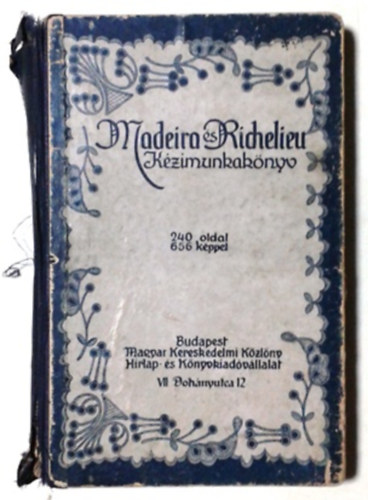 Madeira és Richelieu
Kézimunkakönyv
240 oldal
656 képpel
Budapest
Magyar Kereskedelmi Közlöny
Hirlap- és Könyvkiadóvállalat
VII Dohányutca 12